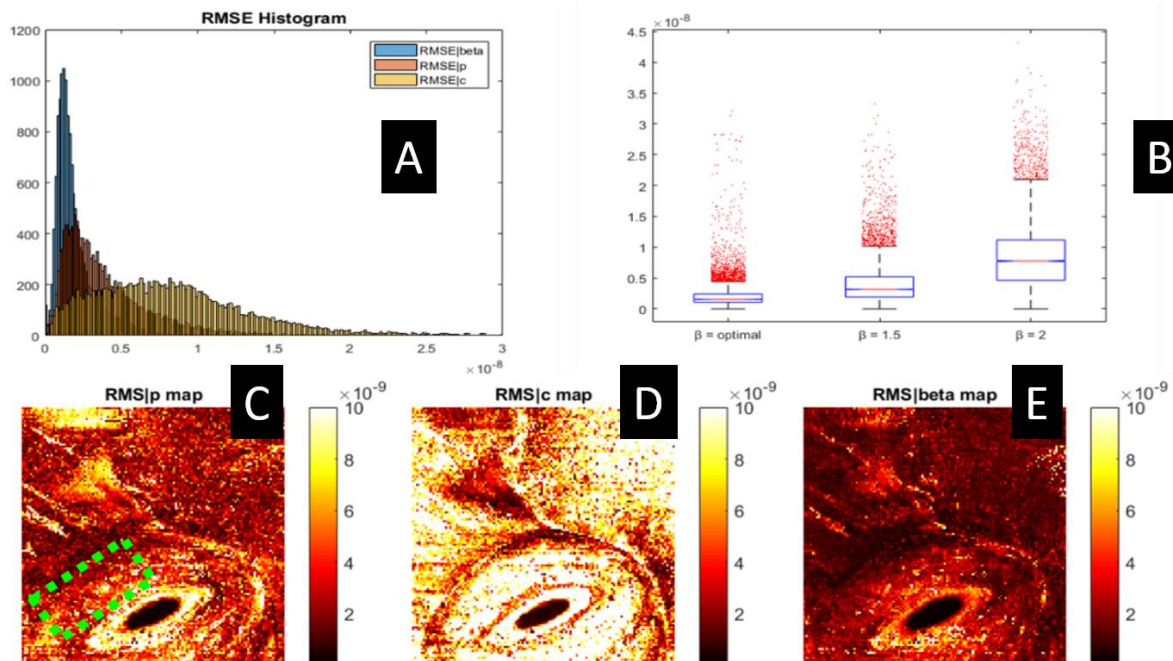 RMSE Histogram
1200
1000
800
600
400
200
0
0 0.5 1 1.5 2 2.5 3
×10⁻⁸
RMSE|beta
RMSE|p
RMSE|c
A
×10⁻⁸
4.5
4
3.5
3
2.5
2
1.5
1
0.5
0
β = optimal β = 1.5 β = 2
B
RMS|p map
C
×10⁻⁹
10
8
6
4
2
RMS|c map
D
×10⁻⁹
10
8
6
4
2
RMS|beta map
E
×10⁻⁹
10
8
6
4
2